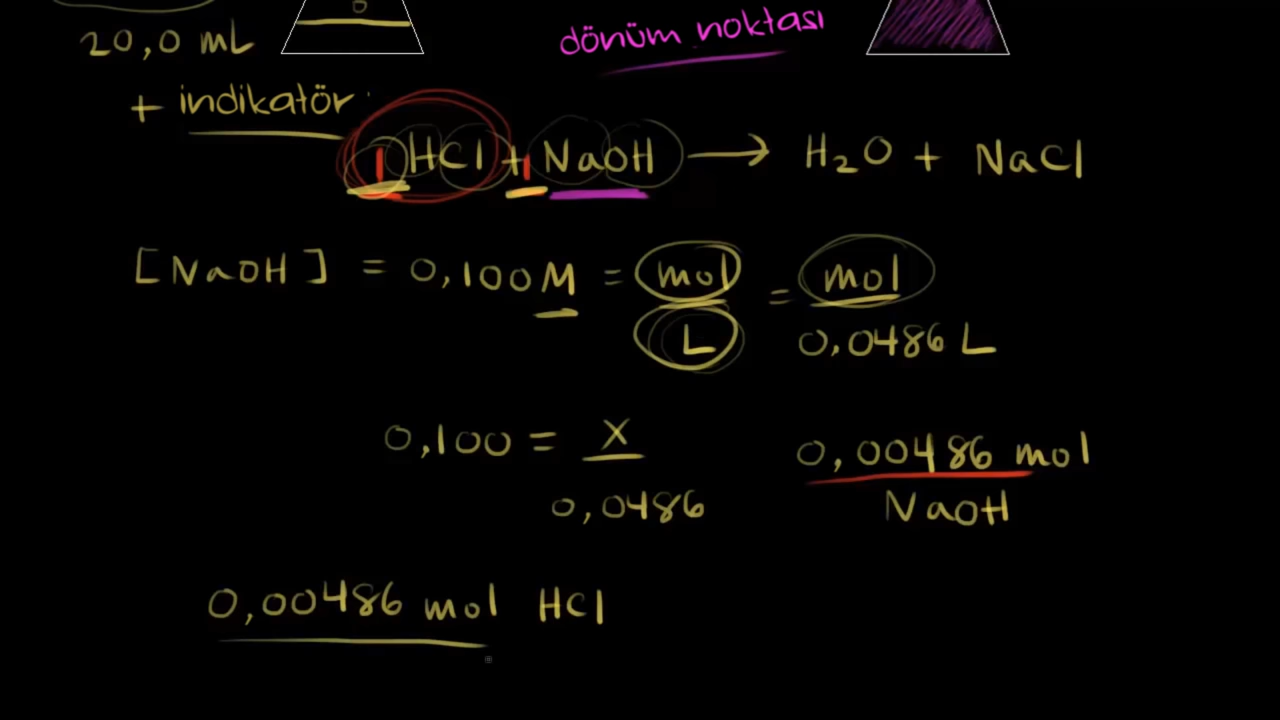 20,0 mL
dönüm noktası
+ indikatör
1 HCl + 1 NaOH → H₂O + NaCl
[NaOH] = 0,100 M = mol / L = mol / 0,0486 L
0,100 = X / 0,0486
0,00486 mol
NaOH
0,00486 mol HCl